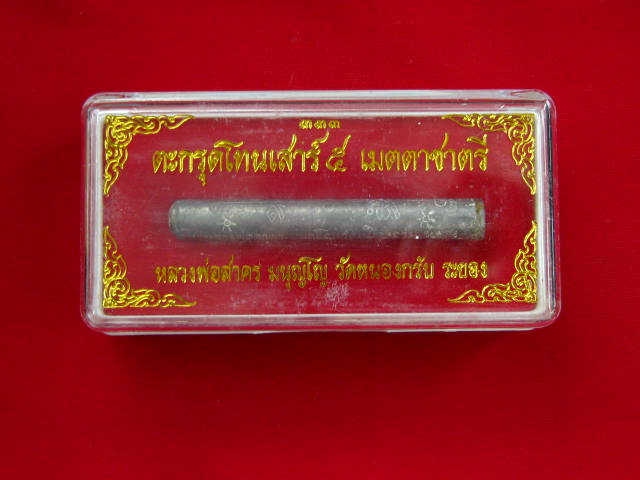 ๓๓๓
ตะกรุดโทนเสาร์ ๕ เมตตาชาตรี
หลวงพ่อสาคร มนุญโญ วัดหนองกรับ ระยอง